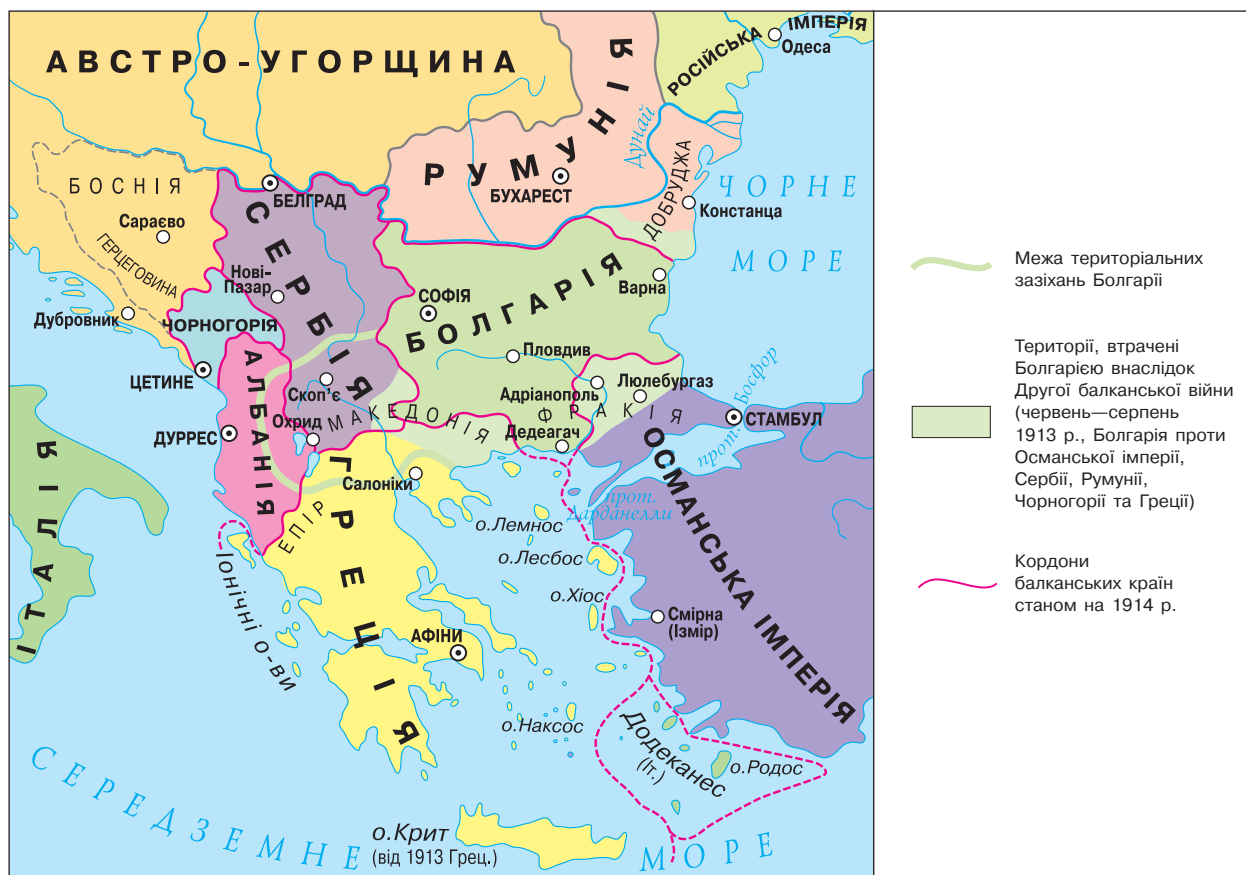 АВСТРО-УГОРЩИНА
РУМУНІЯ
РОСІЙСЬКА
ІМПЕРІЯ
Одеса
Дунай
ДОБРУДЖА
ЧОРНЕ
МОРЕ
БОСНІЯ
Сараєво
ГЕРЦЕГОВИНА
Дубровник
БЕЛГРАД
СЕРБІЯ
Нові-
Пазар
БУХАРЕСТ
Констанца
ЧОРНОГОРІЯ
ЦЕТИНЕ
СОФІЯ
БОЛГАРІЯ
Варна
Пловдив
Адріанополь
Люлебургаз
прот. Босфор
СТАМБУЛ
АЛБАНІЯ
ДУРРЕС
Скоп'є
Охрид
МАКЕДОНІЯ
ФРАКІЯ
Дедеагач
Салоніки
ІТАЛІЯ
ЕПІР
ГРЕЦІЯ
Іонічні о-ви
АФІНИ
прот.
Дарданелли
о.Лемнос
о.Лесбос
о.Хіос
Смірна
(Ізмір)
ОСМАНСЬКА ІМПЕРІЯ
о.Наксос
Додеканес
(Іт.)
о.Родос
о.Крит
(від 1913 Грец.)
СЕРЕДЗЕМНЕ
МОРЕ
Межа територіальних
зазіхань Болгарії
Території, втрачені
Болгарією внаслідок
Другої балканської війни
(червень—серпень
1913 р., Болгарія проти
Османської імперії,
Сербії, Румунії,
Чорногорії та Греції)
Кордони
балканських країн
станом на 1914 р.